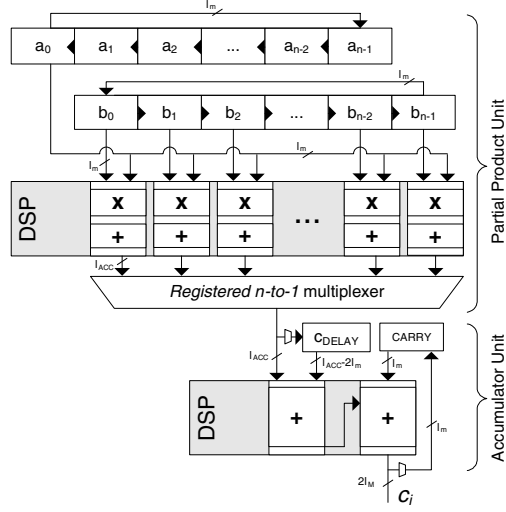 lm
a0 a1 a2 ... an-2 an-1
lm
b0 b1 b2 ... bn-2 bn-1
lm lm
DSP x x x ... x x
+ + + + +
lACC
Registered n-to-1 multiplexer
Partial Product Unit
CDELAY CARRY
lACC lACC-2lm lm
DSP + +
lm
2lM
ci
Accumulator Unit